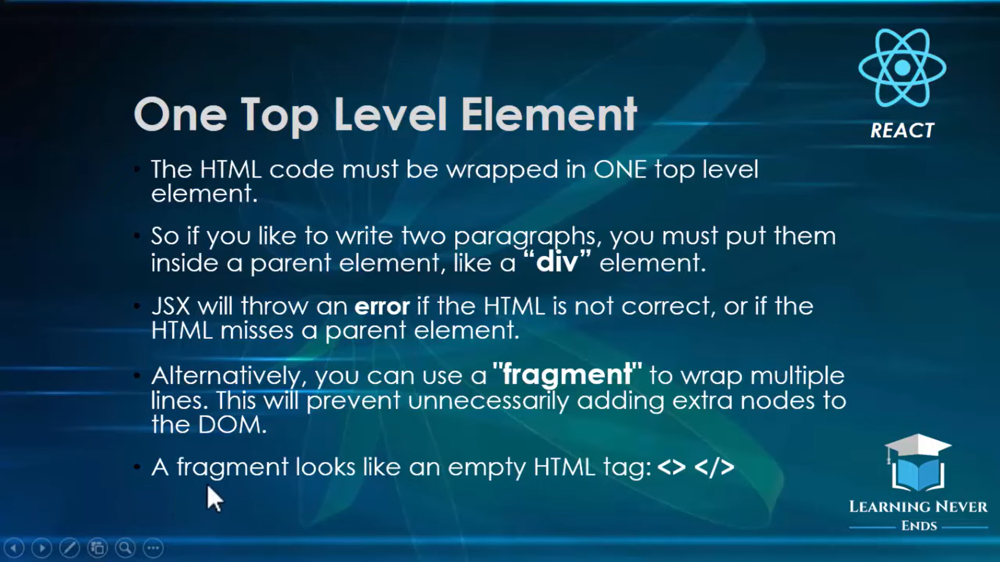 REACT
One Top Level Element
• The HTML code must be wrapped in ONE top level
element.
• So if you like to write two paragraphs, you must put them
inside a parent element, like a “div” element.
• JSX will throw an error if the HTML is not correct, or if the
HTML misses a parent element.
• Alternatively, you can use a "fragment" to wrap multiple
lines. This will prevent unnecessarily adding extra nodes to
the DOM.
• A fragment looks like an empty HTML tag: <> </>
LEARNING NEVER
ENDS